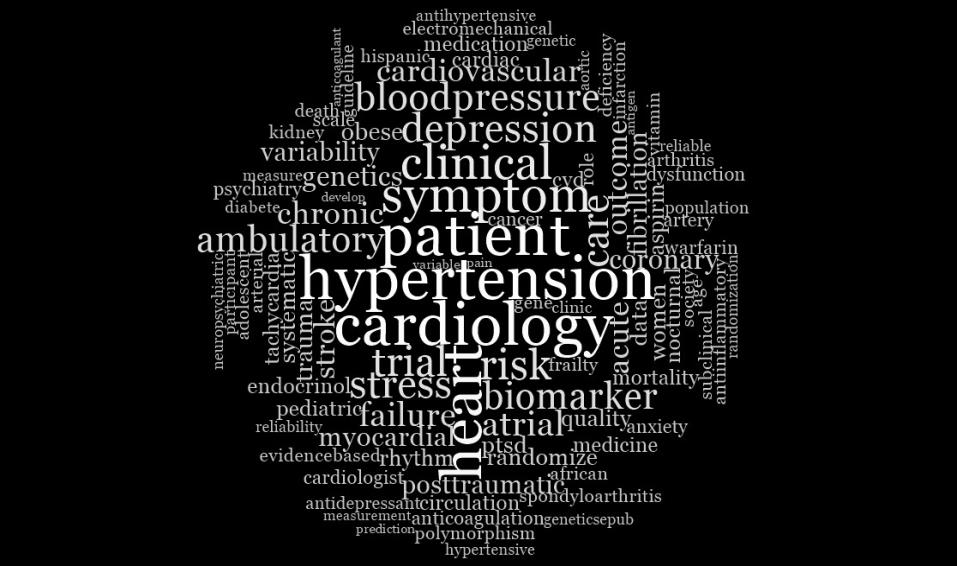 antihypertensive
electromechanical
medication genetic
hispanic cardiac
cardiovascular
anticoagulant
guideline
aortic
deficiency
infarction
antigen
bloodpressure
death
scale
kidney obese depression
variability clinical
measure genetics
psychiatry develop symptom
diabete chronic cancer
cvd
role
care
outcome
fibrillation
vitamin
aspirin
reliable
arthritis
dysfunction
population
artery
warfarin
coronary
ambulatory patient
variable pain
hypertension
gene clinic
cardiology
neuropsychiatric
participant
adolescent
arterial
tachycardia
systematic
trauma
stroke
acute
data
women
nocturnal
society
age
subclinical
antiinflammatory
randomization
trial heart risk frailty
endocrinol stress biomarker mortality
pediatric failure atrial quality anxiety
reliability myocardial ptsd medicine
evidencebased rhythm randomize
cardiologist posttraumatic african
antidepressant circulation spondyloarthritis
measurement anticoagulation geneticsepub
prediction polymorphism
hypertensive